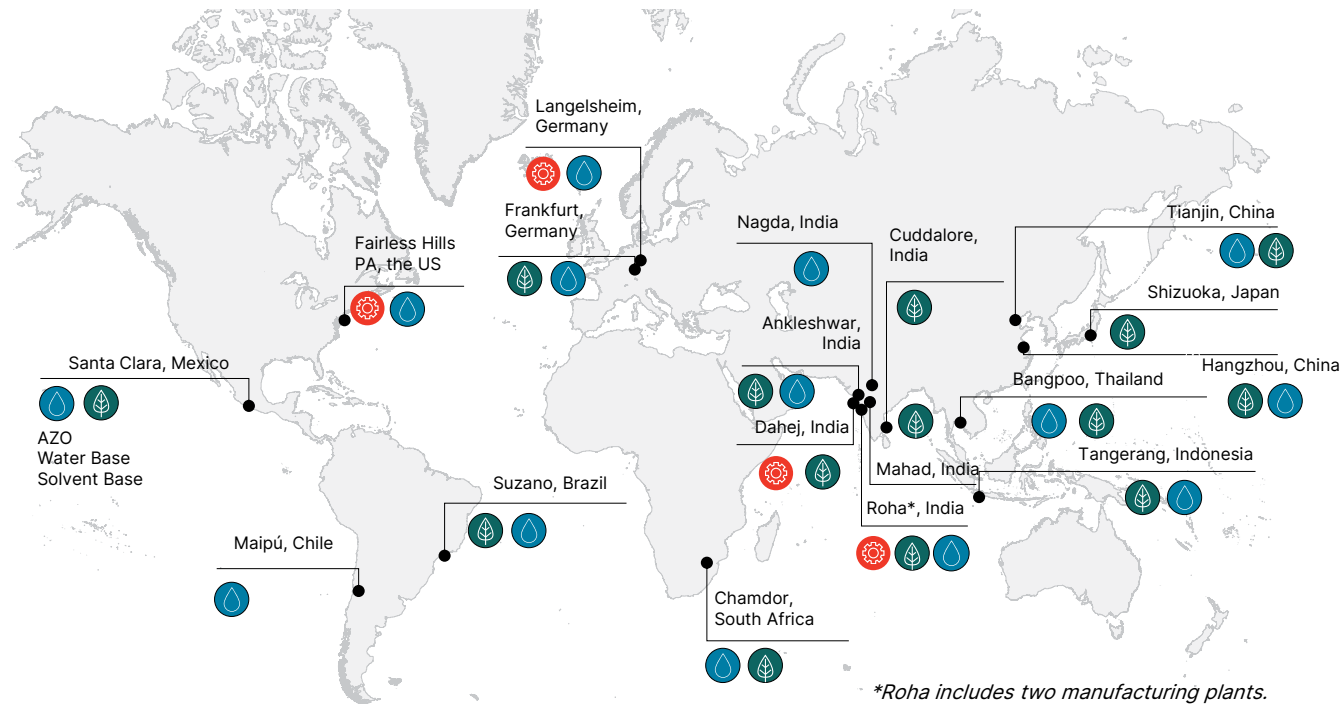 Langelsheim,
Germany
Frankfurt,
Germany
Fairless Hills
PA, the US
Santa Clara, Mexico
AZO
Water Base
Solvent Base
Suzano, Brazil
Maipú, Chile
Nagda, India
Cuddalore,
India
Ankleshwar,
India
Dahej, India
Mahad, India
Roha*, India
Chamdor,
South Africa
Tianjin, China
Shizuoka, Japan
Hangzhou, China
Bangpoo, Thailand
Tangerang, Indonesia
*Roha includes two manufacturing plants.